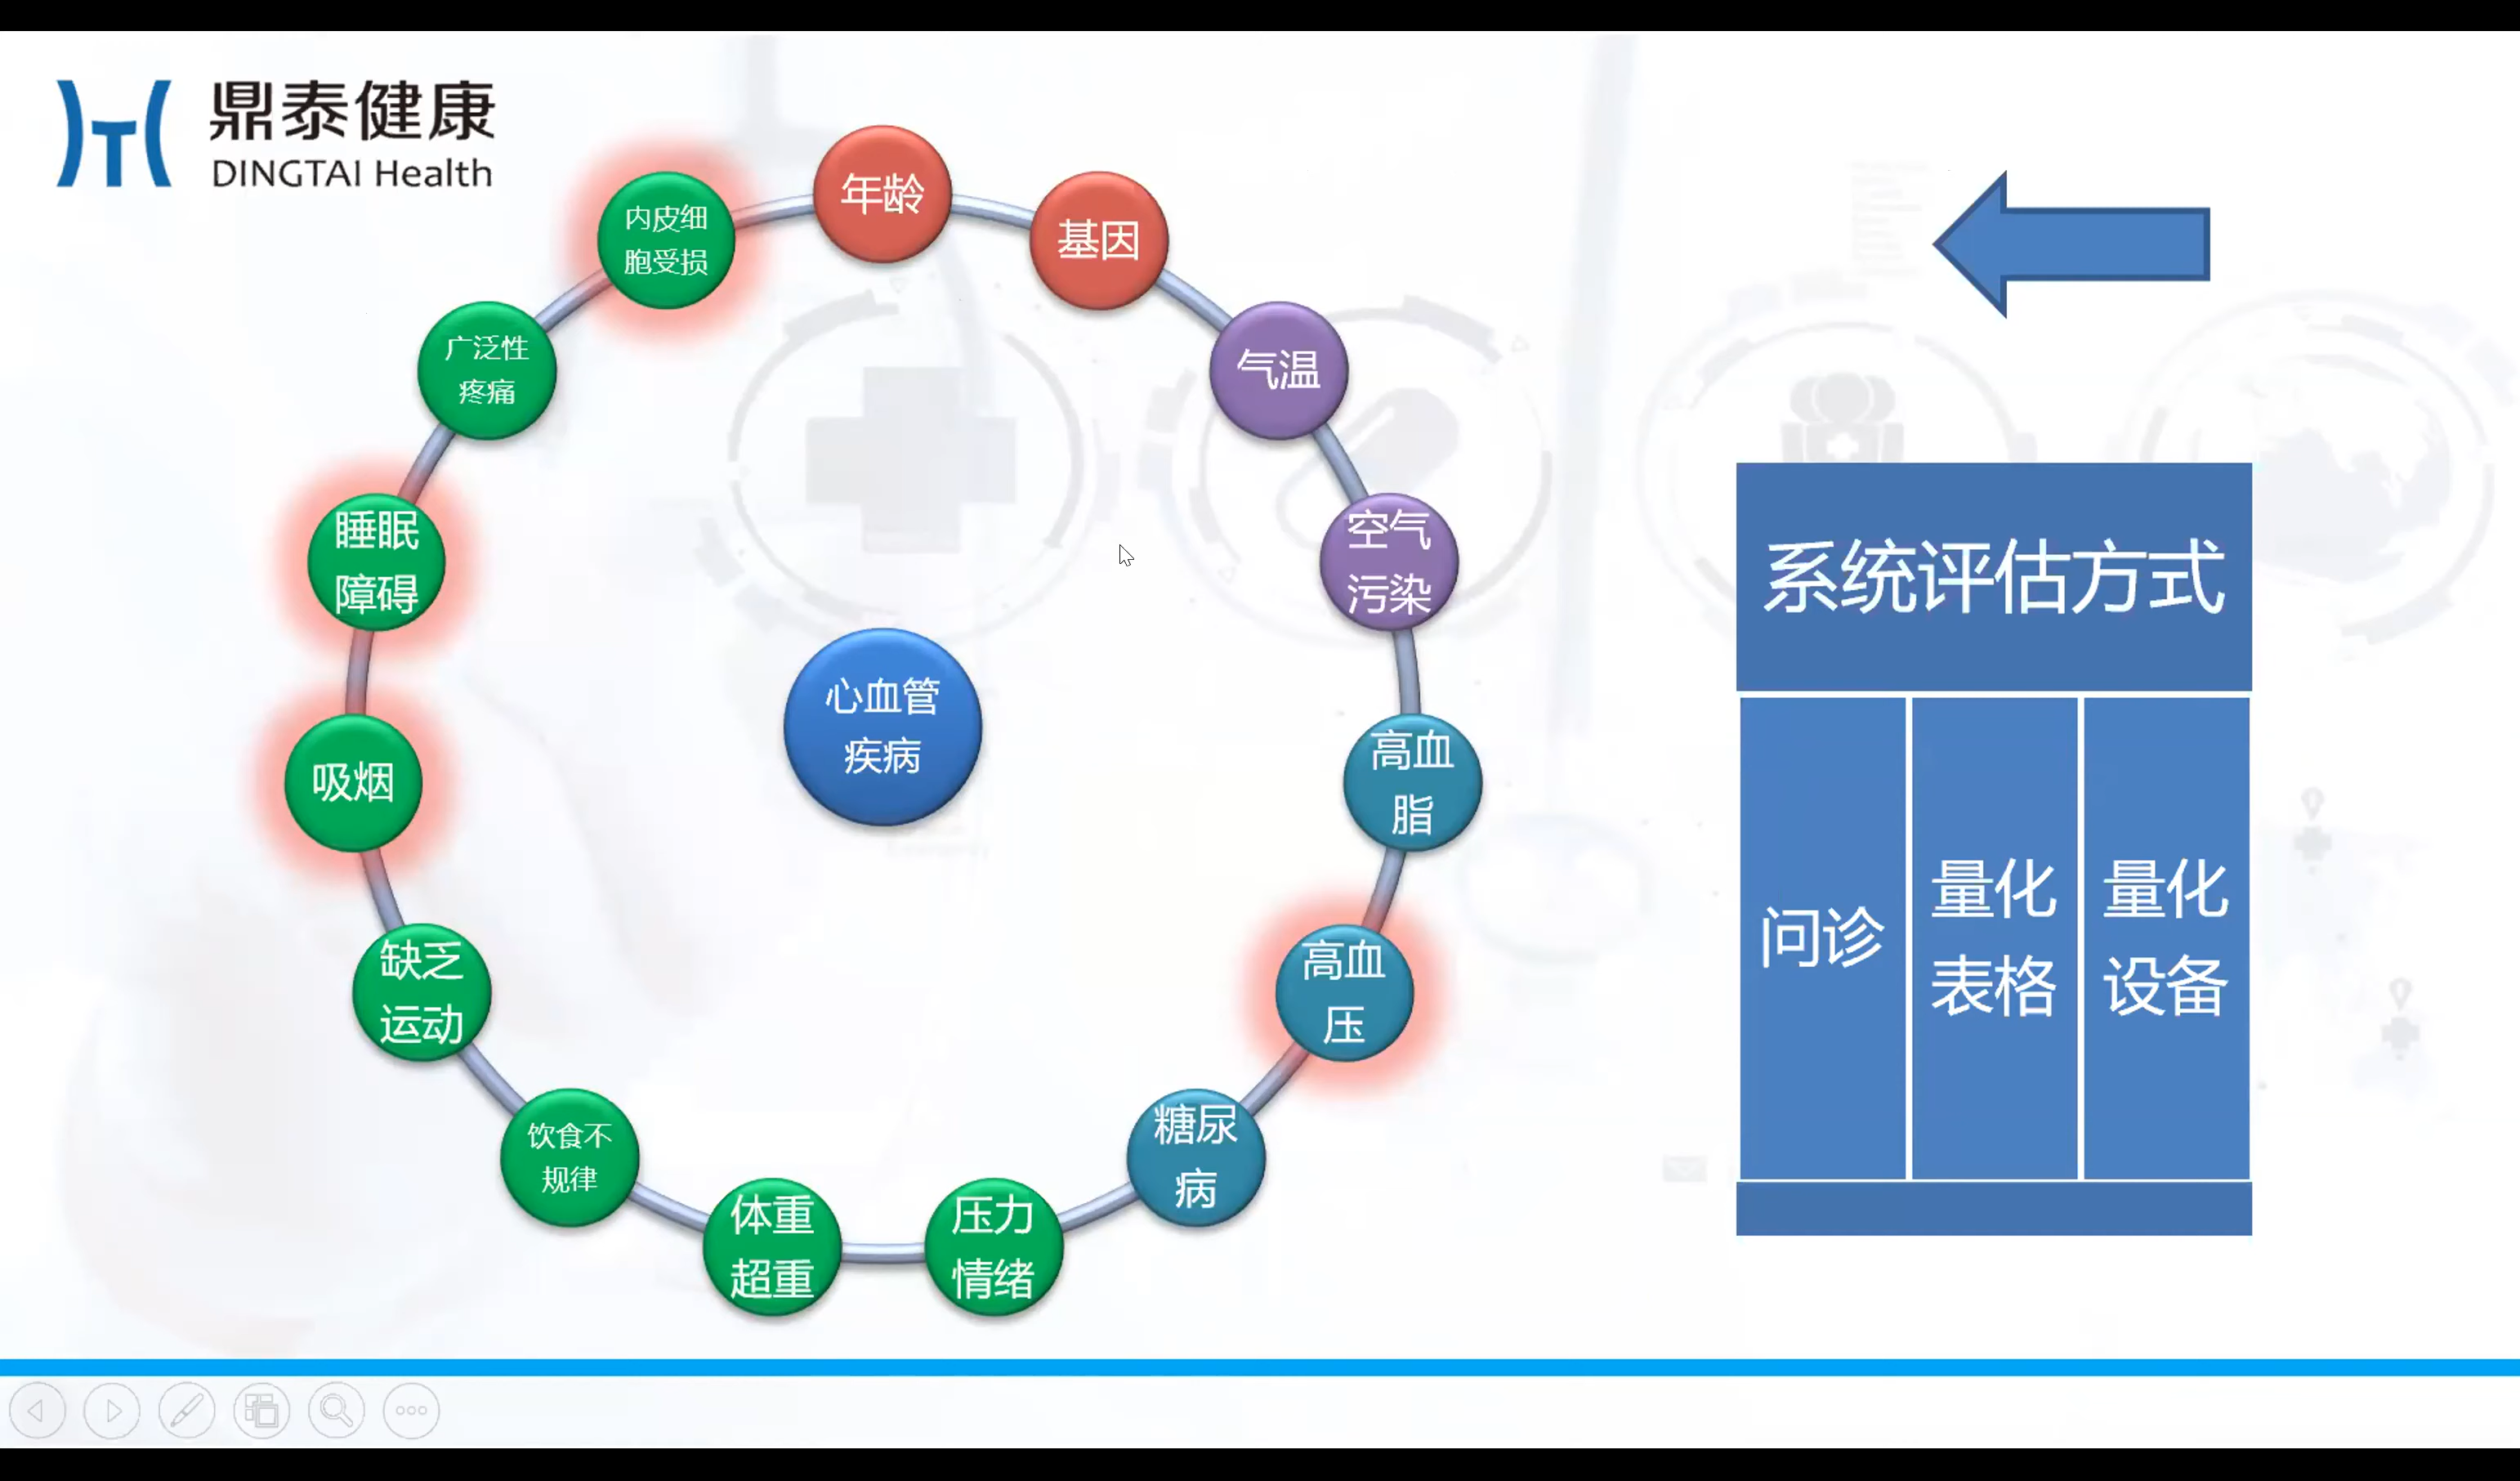 鼎泰健康
DINGTAI Health
年龄
基因
气温
空气
污染
高血
脂
高血
压
糖尿
病
压力
情绪
体重
超重
饮食不
规律
缺乏
运动
吸烟
睡眠
障碍
广泛性
疼痛
内皮细
胞受损
心血管
疾病
系统评估方式
问诊
量化
表格
量化
设备